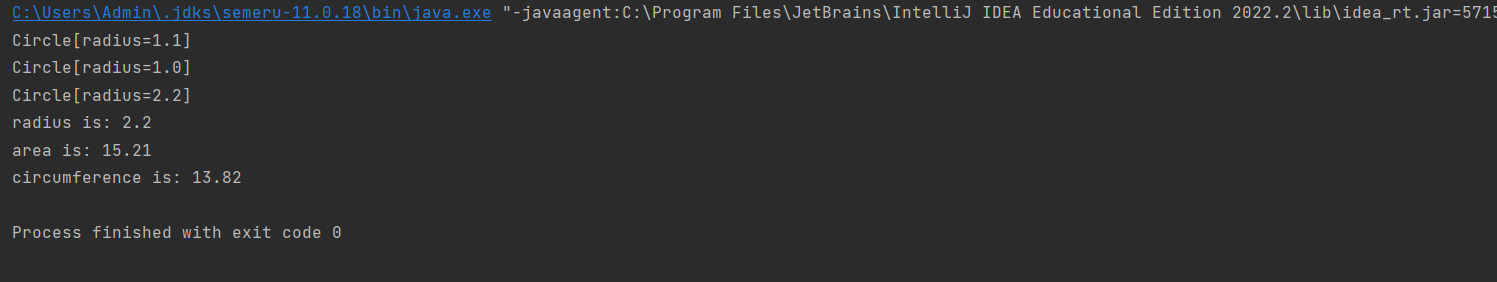 C:\Users\Admin\.jdks\semeru-11.0.18\bin\java.exe "-javaagent:C:\Program Files\JetBrains\IntelliJ IDEA Educational Edition 2022.2\lib\idea_rt.jar=5715
Circle[radius=1.1]
Circle[radius=1.0]
Circle[radius=2.2]
radius is: 2.2
area is: 15.21
circumference is: 13.82
Process finished with exit code 0